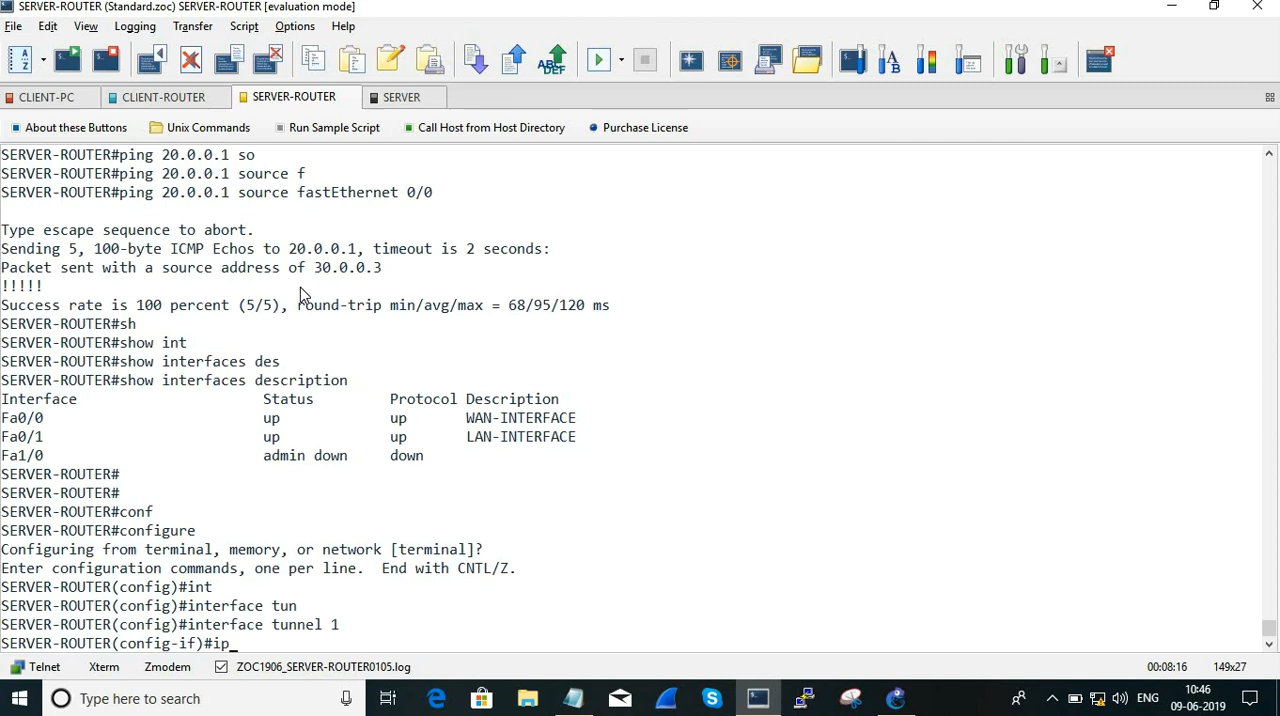 SERVER-ROUTER (Standard.zoc) SERVER-ROUTER [evaluation mode]
File Edit View Logging Transfer Script Options Help
CLIENT-PC CLIENT-ROUTER SERVER-ROUTER SERVER
About these Buttons Unix Commands Run Sample Script Call Host from Host Directory Purchase License
SERVER-ROUTER#ping 20.0.0.1 so
SERVER-ROUTER#ping 20.0.0.1 source f
SERVER-ROUTER#ping 20.0.0.1 source fastEthernet 0/0
Type escape sequence to abort.
Sending 5, 100-byte ICMP Echos to 20.0.0.1, timeout is 2 seconds:
Packet sent with a source address of 30.0.0.3
!!!!!
Success rate is 100 percent (5/5), round-trip min/avg/max = 68/95/120 ms
SERVER-ROUTER#sh
SERVER-ROUTER#show int
SERVER-ROUTER#show interfaces des
SERVER-ROUTER#show interfaces description
Interface Status Protocol Description
Fa0/0 up up WAN-INTERFACE
Fa0/1 up up LAN-INTERFACE
Fa1/0 admin down down
SERVER-ROUTER#
SERVER-ROUTER#
SERVER-ROUTER#conf
SERVER-ROUTER#configure
Configuring from terminal, memory, or network [terminal]?
Enter configuration commands, one per line. End with CNTL/Z.
SERVER-ROUTER(config)#int
SERVER-ROUTER(config)#interface tun
SERVER-ROUTER(config)#interface tunnel 1
SERVER-ROUTER(config-if)#ip_
Telnet Xterm Zmodem ZOC1906_SERVER-ROUTER0105.log 00:08:16 149x27
Type here to search ENG 10:46
09-06-2019